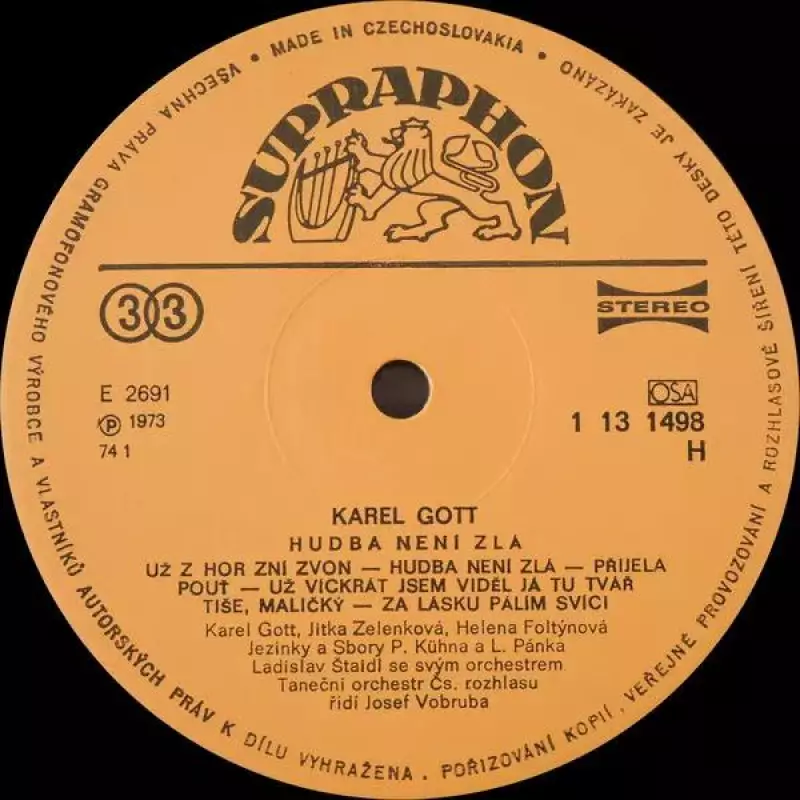 • MADE IN CZECHOSLOVAKIA •
VŠECHNA PRÁVA GRAMOFONOVÉHO VÝROBCE A VLASTNÍKŮ AUTORSKÝCH PRÁV K DÍLU VYHRAŽENA. POŘIZOVÁNÍ KOPIÍ, VEŘEJNÉ PROVOZOVÁNÍ A ROZHLASOVÉ ŠÍŘENÍ TÉTO DESKY JE ZAKÁZÁNO
SUPRAPHON
33
STEREO
E 2691
OSA
℗ 1973
1 13 1498
74 1
H
KAREL GOTT
HUDBA NENÍ ZLÁ
UŽ Z HOR ZNÍ ZVON — HUDBA NENÍ ZLÁ — PŘIJELA
POUŤ — UŽ VÍCKRÁT JSEM VIDĚL JÁ TU TVÁŘ
TIŠE, MALIČKÝ — ZA LÁSKU PÁLÍM SVÍCI
Karel Gott, Jitka Zelenková, Helena Foltýnová
Jezinky a Sbory P. Kühna a L. Pánka
Ladislav Štaidl se svým orchestrem
Taneční orchestr Čs. rozhlasu
řídí Josef Vobruba